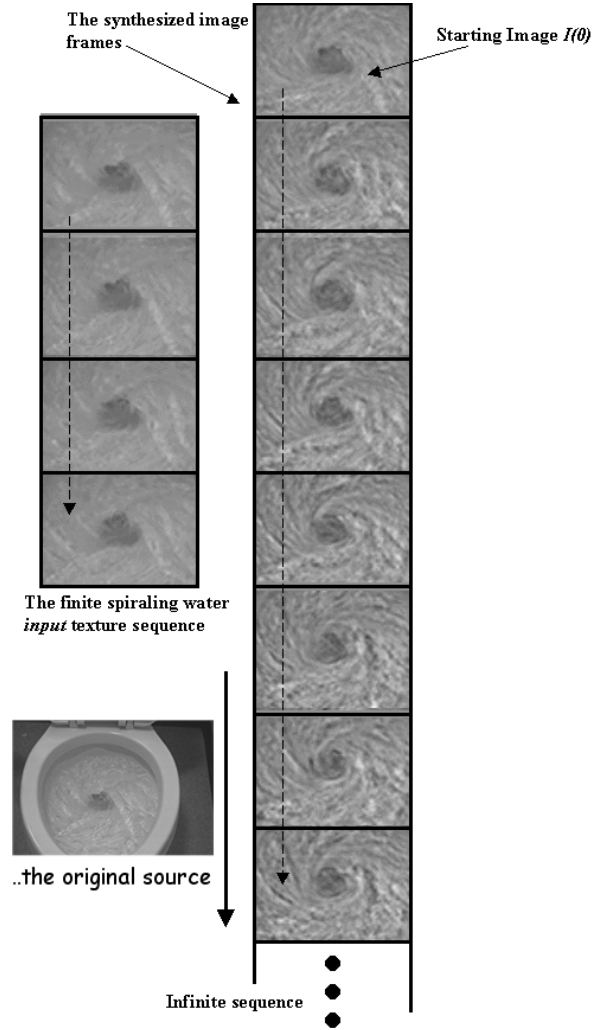 The synthesized image
frames
Starting Image I(0)
The finite spiraling water
input texture sequence
..the original source
Infinite sequence